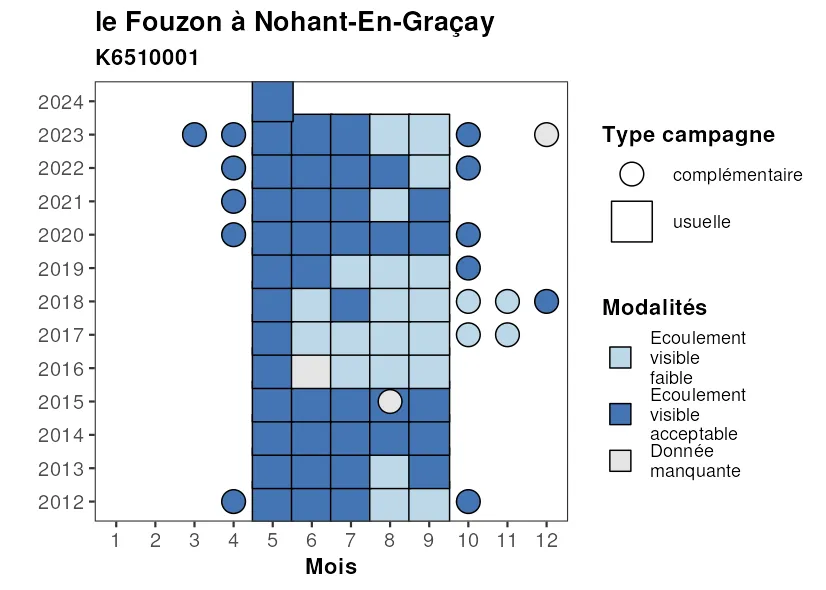 le Fouzon à Nohant-En-Graçay
K6510001
2024
2023
2022
2021
2020
2019
2018
2017
2016
2015
2014
2013
2012
1 2 3 4 5 6 7 8 9 10 11 12
Mois
Type campagne
complémentaire
usuelle
Modalités
Ecoulement
visible
faible
Ecoulement
visible
acceptable
Donnée
manquante